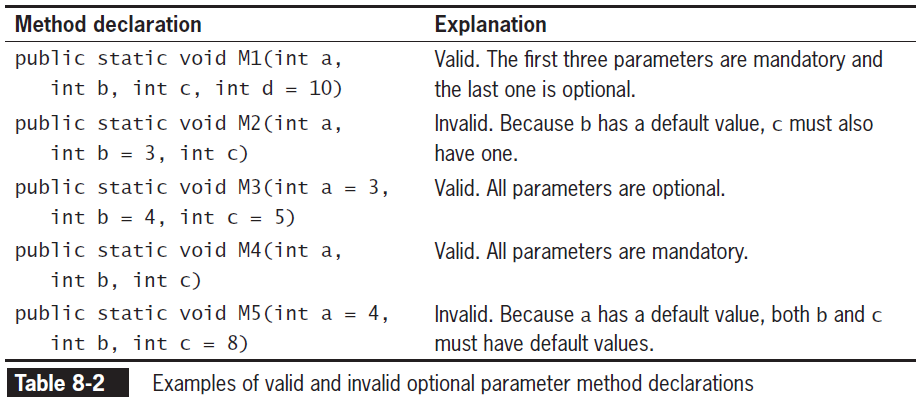 Method declaration Explanation
public static void M1(int a, Valid. The first three parameters are mandatory and
int b, int c, int d = 10) the last one is optional.
public static void M2(int a, Invalid. Because b has a default value, c must also
int b = 3, int c) have one.
public static void M3(int a = 3, Valid. All parameters are optional.
int b = 4, int c = 5)
public static void M4(int a, Valid. All parameters are mandatory.
int b, int c)
public static void M5(int a = 4, Invalid. Because a has a default value, both b and c
int b, int c = 8) must have default values.
Table 8-2 Examples of valid and invalid optional parameter method declarations